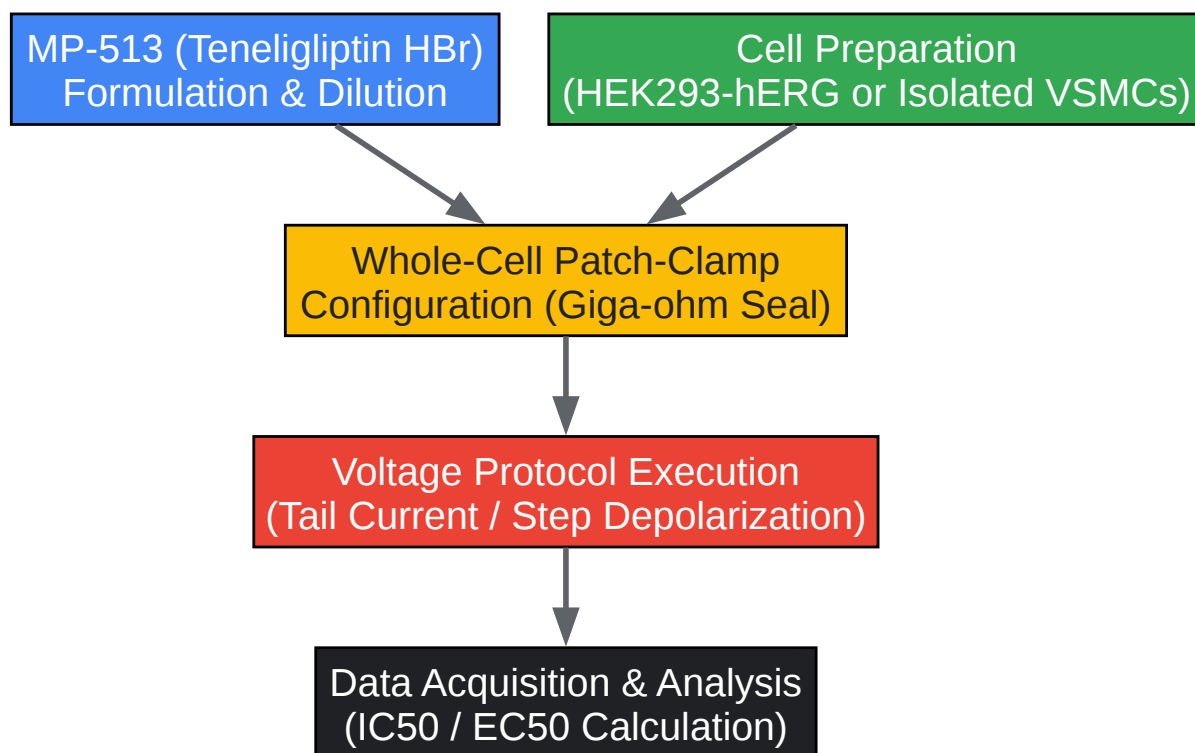 MP-513 (Teneligliptin HBr)
Formulation & Dilution
Cell Preparation
(HEK293-hERG or Isolated VSMCs)
Whole-Cell Patch-Clamp
Configuration (Giga-ohm Seal)
Voltage Protocol Execution
(Tail Current / Step Depolarization)
Data Acquisition & Analysis
(IC50 / EC50 Calculation)